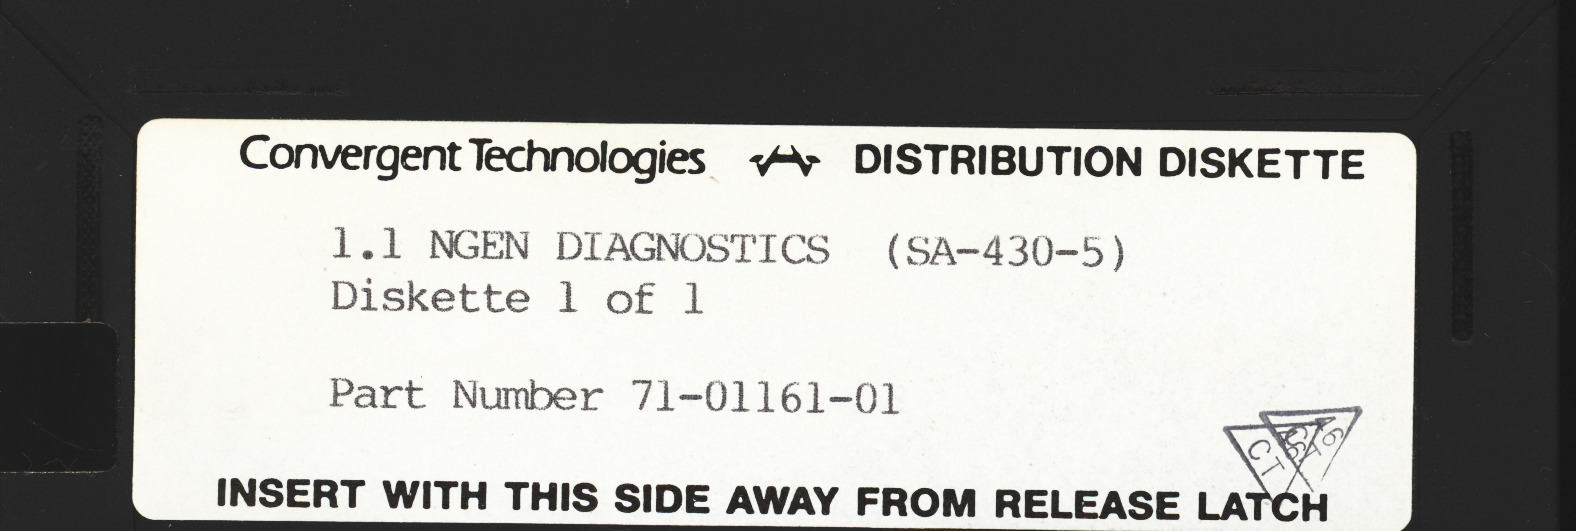 Convergent Technologies DISTRIBUTION DISKETTE
1.1 NGEN DIAGNOSTICS (SA-430-5)
Diskette 1 of 1
Part Number 71-01161-01
CT
INSERT WITH THIS SIDE AWAY FROM RELEASE LATCH